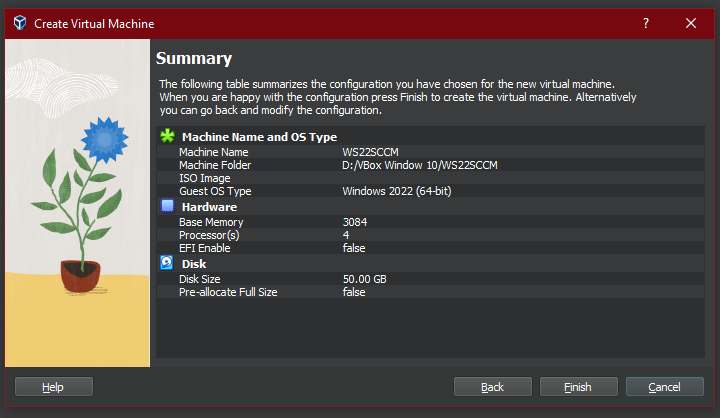 Create Virtual Machine
?
Summary
The following table summarizes the configuration you have chosen for the new virtual machine.
When you are happy with the configuration press Finish to create the virtual machine. Alternatively
you can go back and modify the configuration.
Machine Name and OS Type
Machine Name WS22SCCM
Machine Folder D:/VBox Window 10/WS22SCCM
ISO Image
Guest OS Type Windows 2022 (64-bit)
Hardware
Base Memory 3084
Processor(s) 4
EFI Enable false
Disk
Disk Size 50.00 GB
Pre-allocate Full Size false
Help Back Finish Cancel